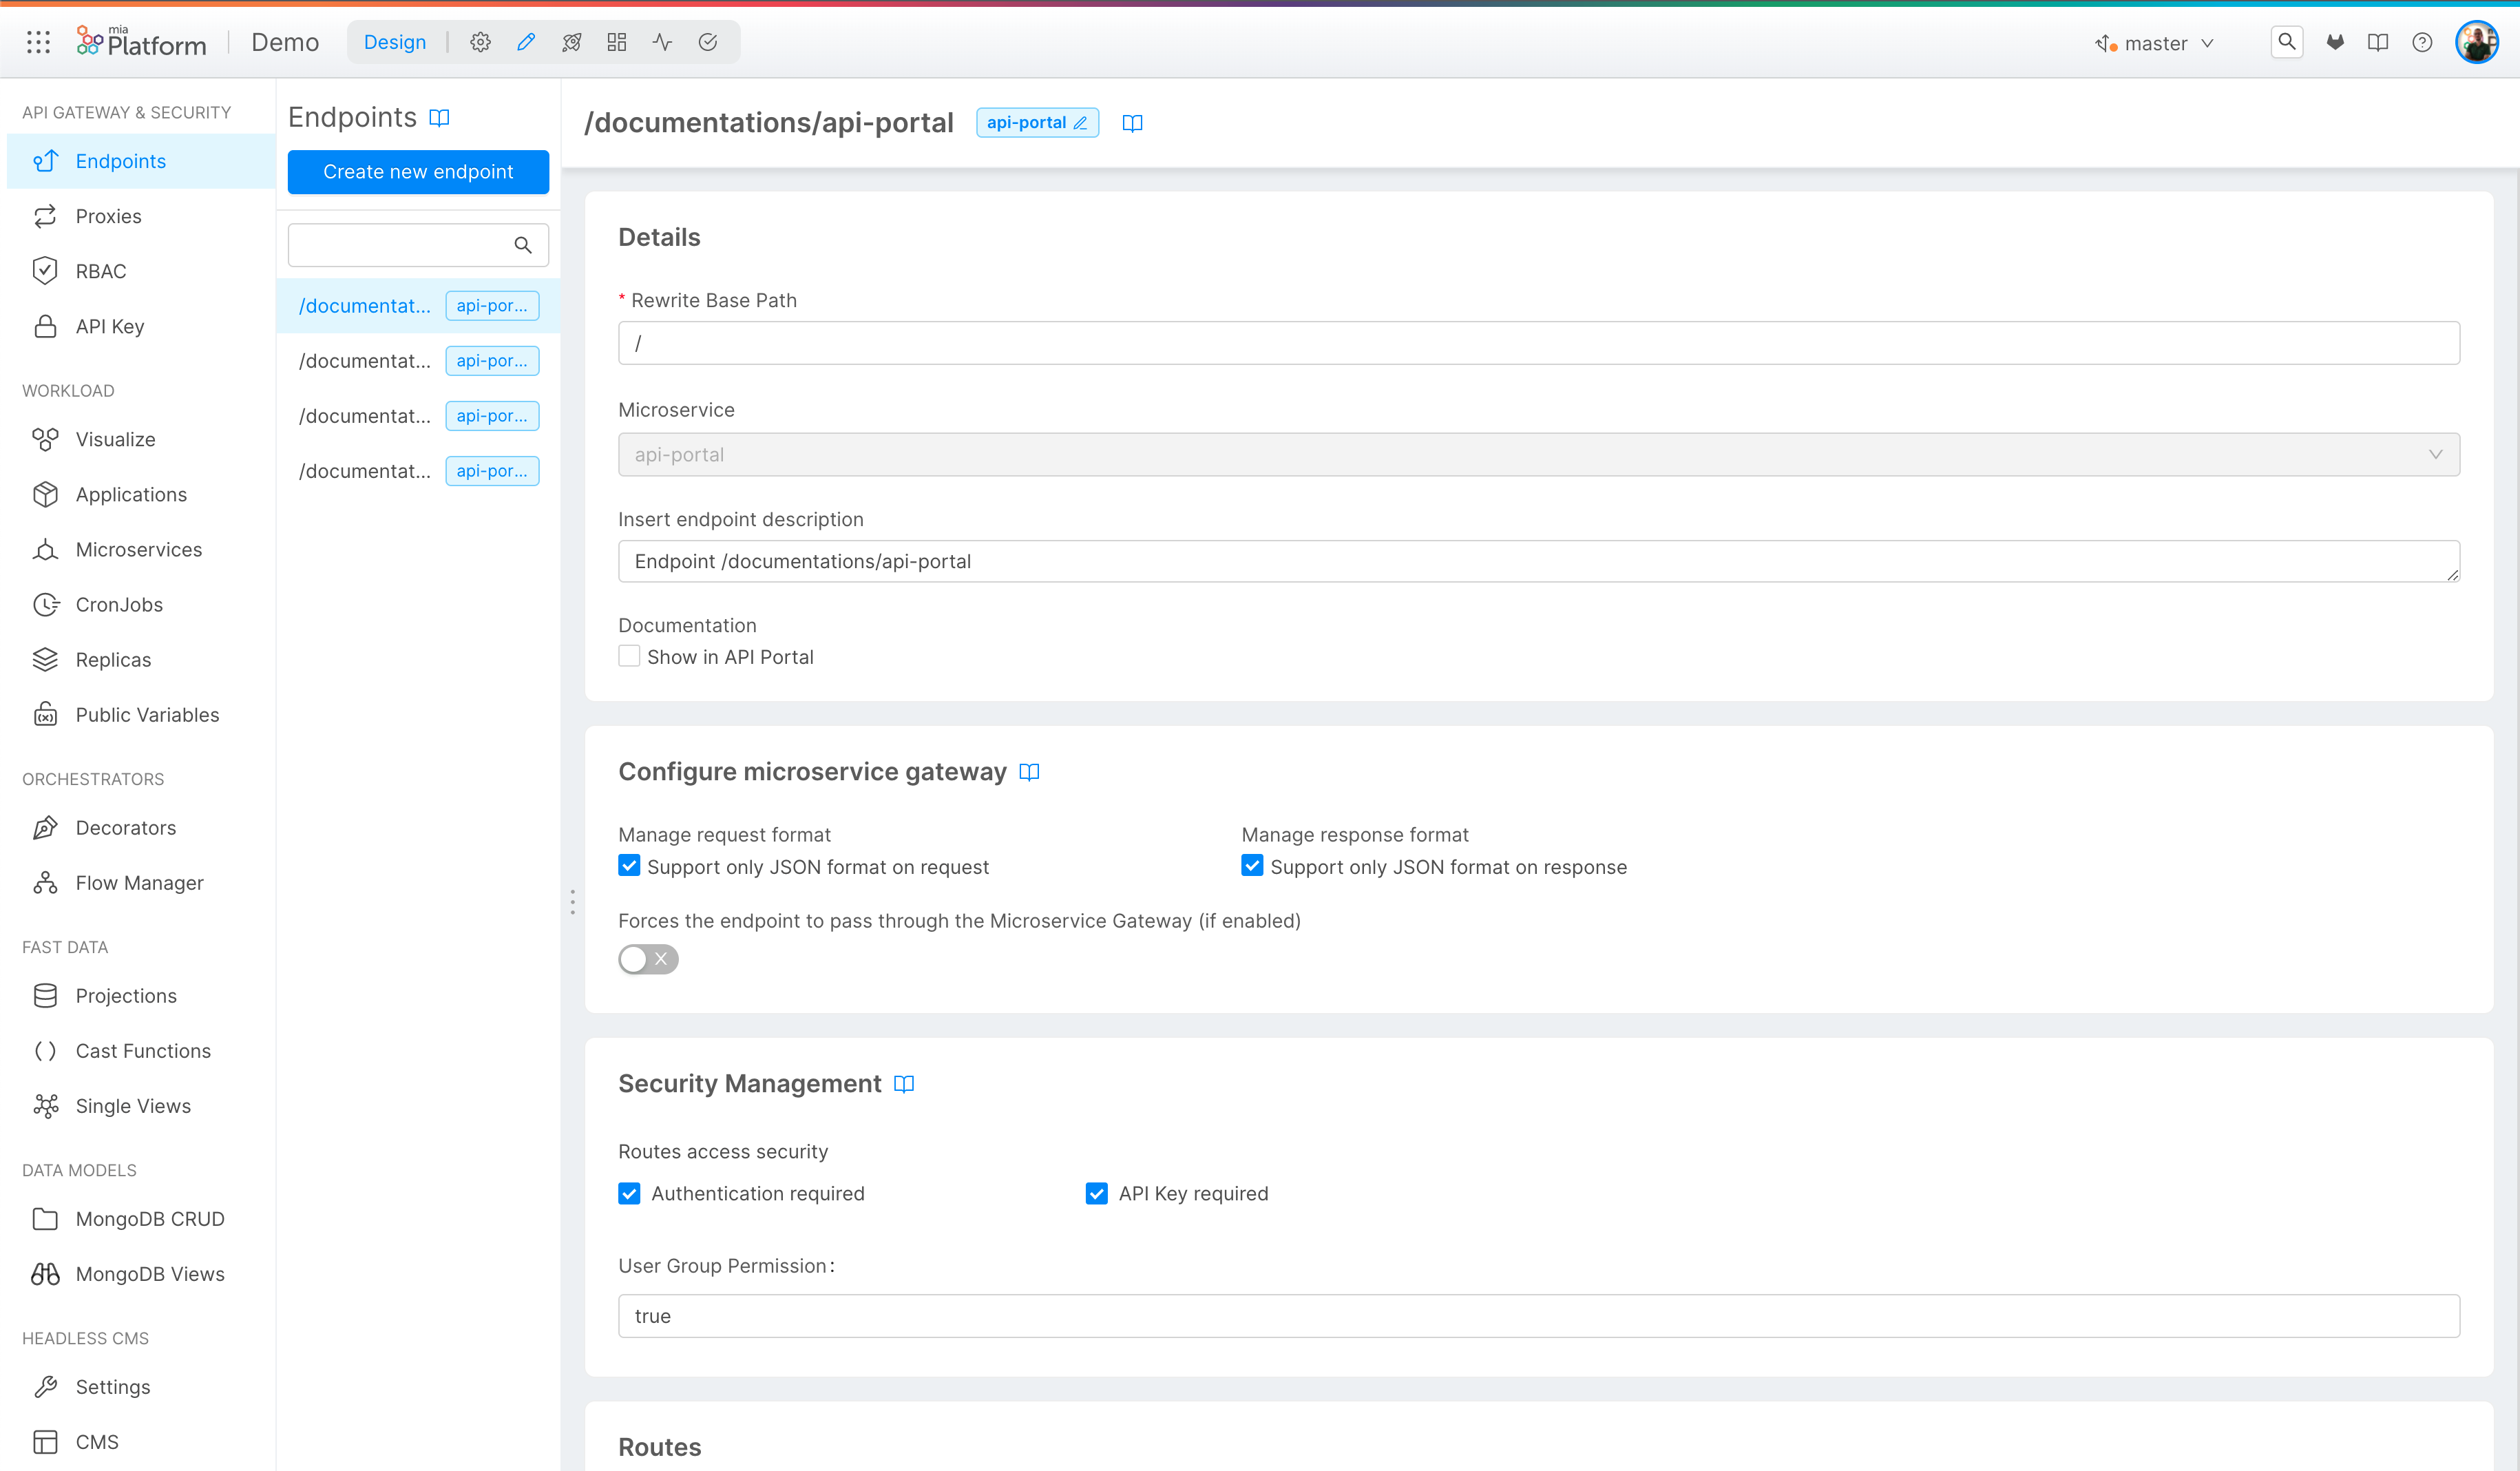 mia
Platform
Demo
Design
master
API GATEWAY & SECURITY
Endpoints
Proxies
RBAC
API Key
WORKLOAD
Visualize
Applications
Microservices
CronJobs
Replicas
Public Variables
ORCHESTRATORS
Decorators
Flow Manager
FAST DATA
Projections
Cast Functions
Single Views
DATA MODELS
MongoDB CRUD
MongoDB Views
HEADLESS CMS
Settings
CMS
Endpoints
Create new endpoint
/documentat... api-por...
/documentat... api-por...
/documentat... api-por...
/documentat... api-por...
/documentations/api-portal api-portal
Details
* Rewrite Base Path
/
Microservice
api-portal
Insert endpoint description
Endpoint /documentations/api-portal
Documentation
Show in API Portal
Configure microservice gateway
Manage request format
Support only JSON format on request
Manage response format
Support only JSON format on response
Forces the endpoint to pass through the Microservice Gateway (if enabled)
Security Management
Routes access security
Authentication required
API Key required
User Group Permission:
true
Routes